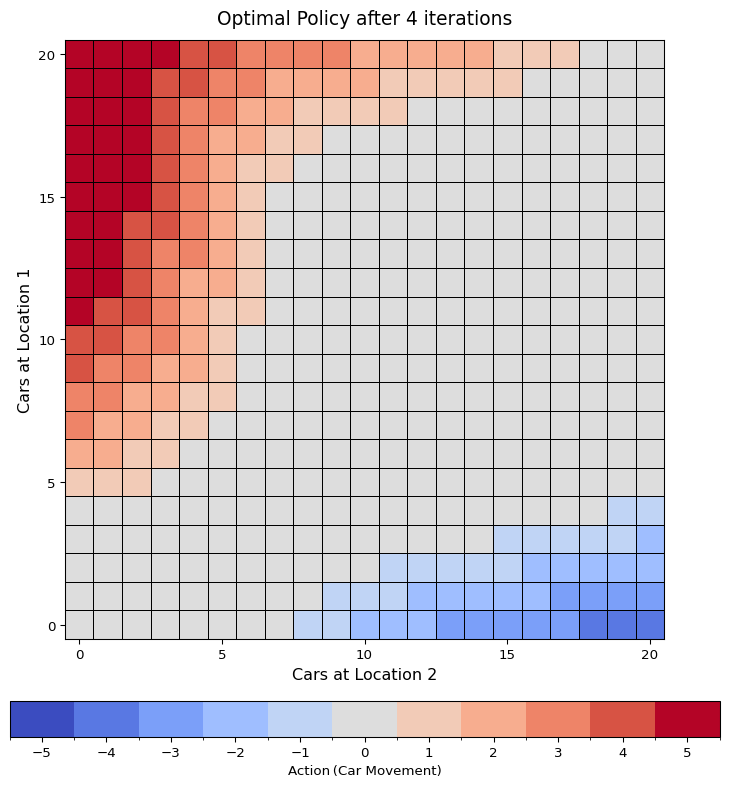 Optimal Policy after 4 iterations
Cars at Location 1
20
15
10
5
0
0 5 10 15 20
Cars at Location 2
−5 −4 −3 −2 −1 0 1 2 3 4 5
Action (Car Movement)